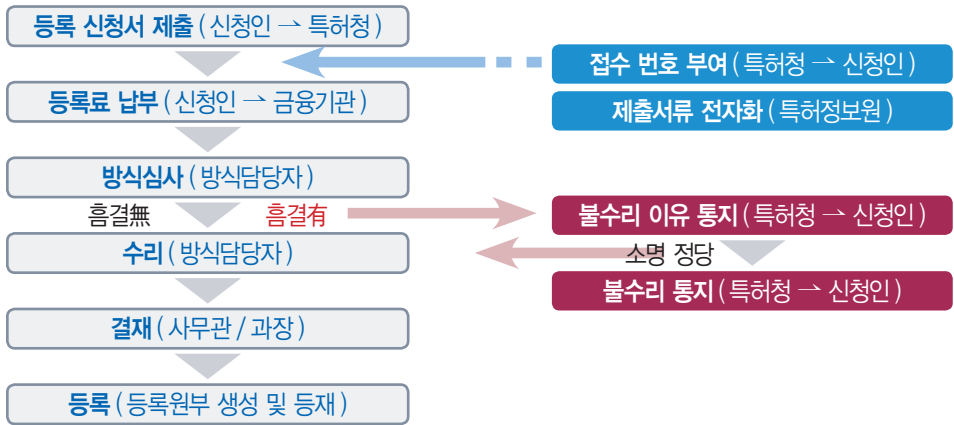 등록 신청서 제출 ( 신청인 → 특허청 )
접수 번호 부여 ( 특허청 → 신청인 )
등록료 납부 ( 신청인 → 금융기관 )
제출서류 전자화 ( 특허정보원 )
방식심사 ( 방식담당자 )
흠결無 흠결有
불수리 이유 통지 ( 특허청 → 신청인 )
수리 ( 방식담당자 )
소명 정당
불수리 통지 ( 특허청 → 신청인 )
결재 ( 사무관 / 과장 )
등록 ( 등록원부 생성 및 등재 )